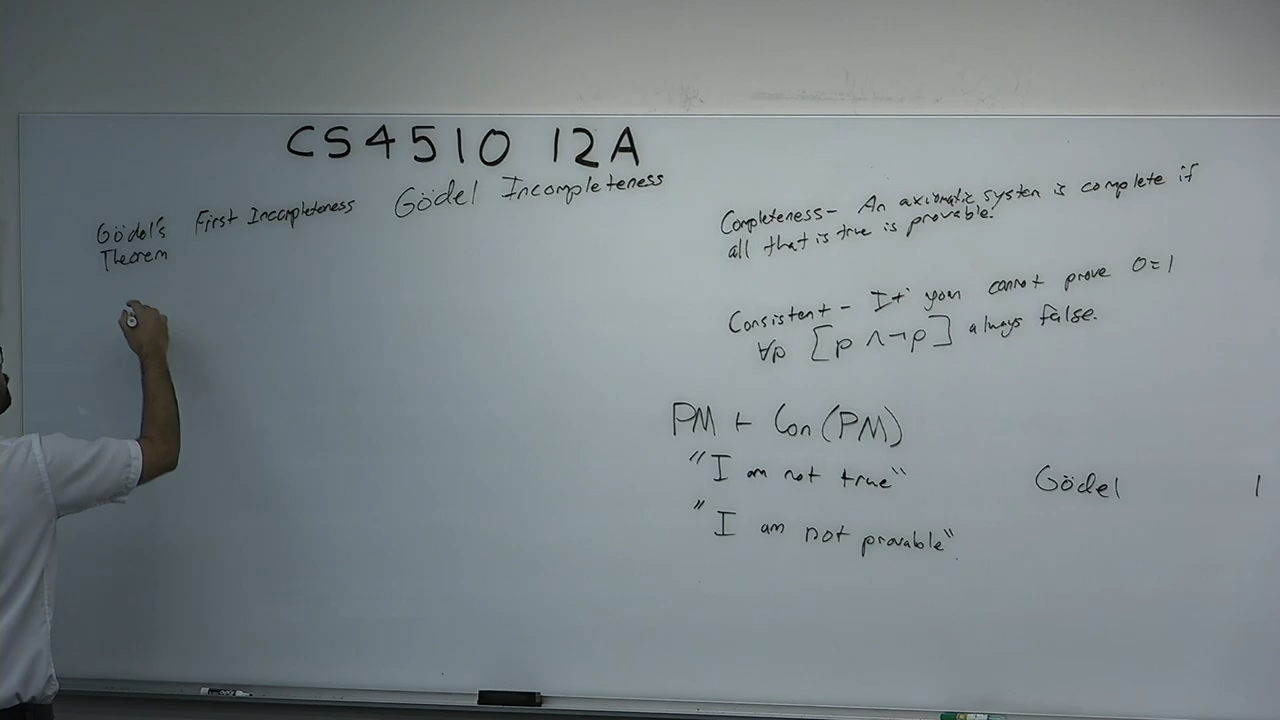 CS4510 12A
Gödel Incompleteness
Gödel's First Incompleteness
Theorem
Completeness- An axiomatic system is complete if
all that is true is provable.
Consistent - If you cannot prove 0=1
∀p [p ∧ ¬p] always false.
PM ⊢ Con(PM)
"I am not true"
Gödel 1
"I am not provable".